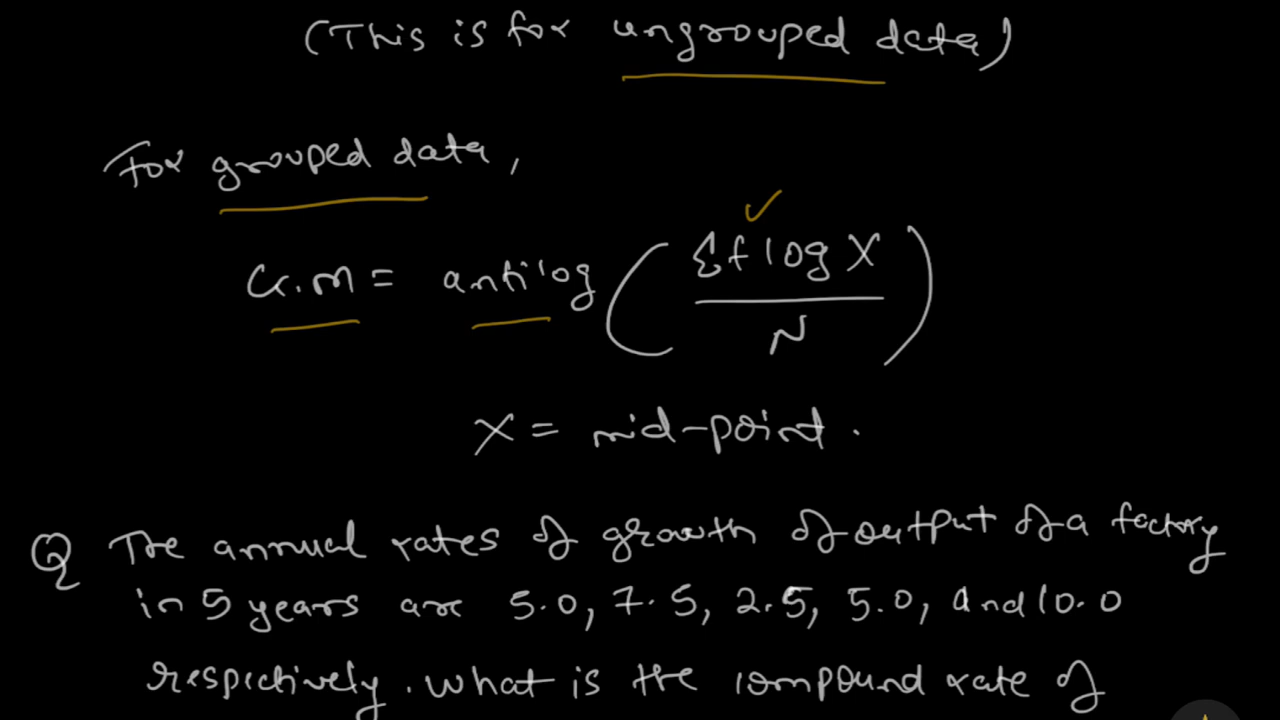 (This is for ungrouped data)
For grouped data,
G.M = antilog (Σf log X / N)
X = mid-point.
Q The annual rates of growth of output of a factory
in 5 years are 5.0, 7.5, 2.5, 5.0, and 10.0
respectively. What is the compound rate of